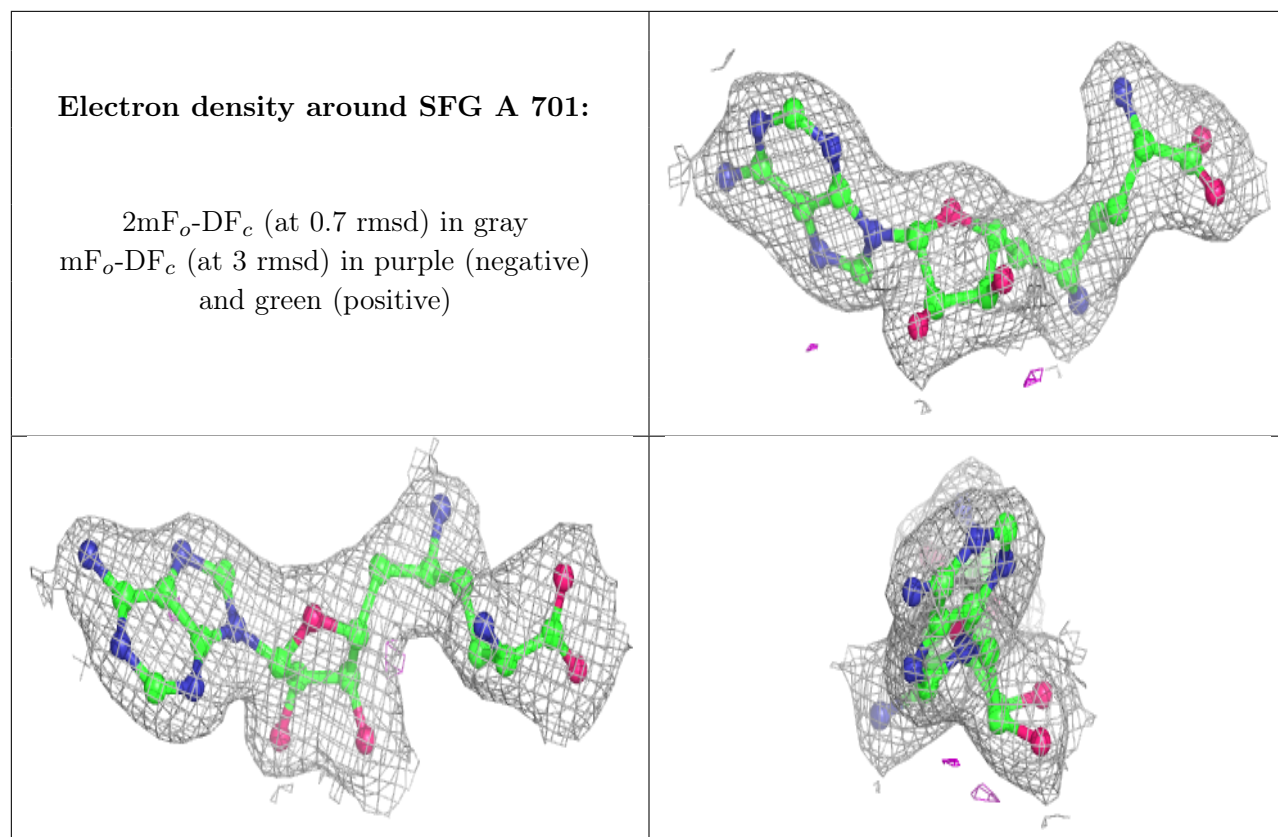 Electron density around SFG A 701:
2mFo-DFc (at 0.7 rmsd) in gray
mFo-DFc (at 3 rmsd) in purple (negative)
and green (positive)